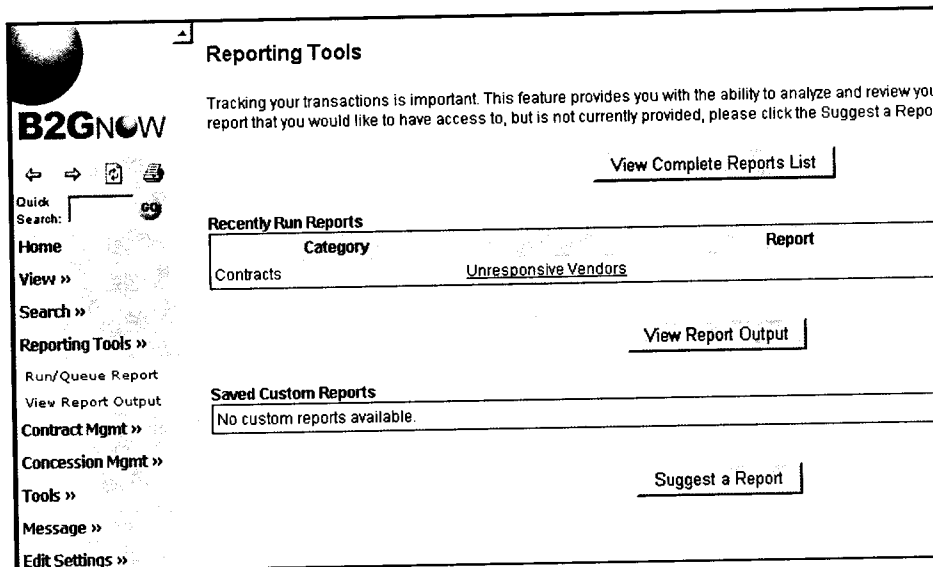 Reporting Tools
Tracking your transactions is important. This feature provides you with the ability to analyze and review you
report that you would like to have access to, but is not currently provided, please click the Suggest a Repo
B2GNOW
View Complete Reports List
Quick
Search:
GO
Recently Run Reports
Category Report
Contracts Unresponsive Vendors
View Report Output
Saved Custom Reports
No custom reports available.
Suggest a Report
Home
View »
Search »
Reporting Tools »
Run/Queue Report
View Report Output
Contract Mgmt »
Concession Mgmt »
Tools »
Message »
Edit Settings »